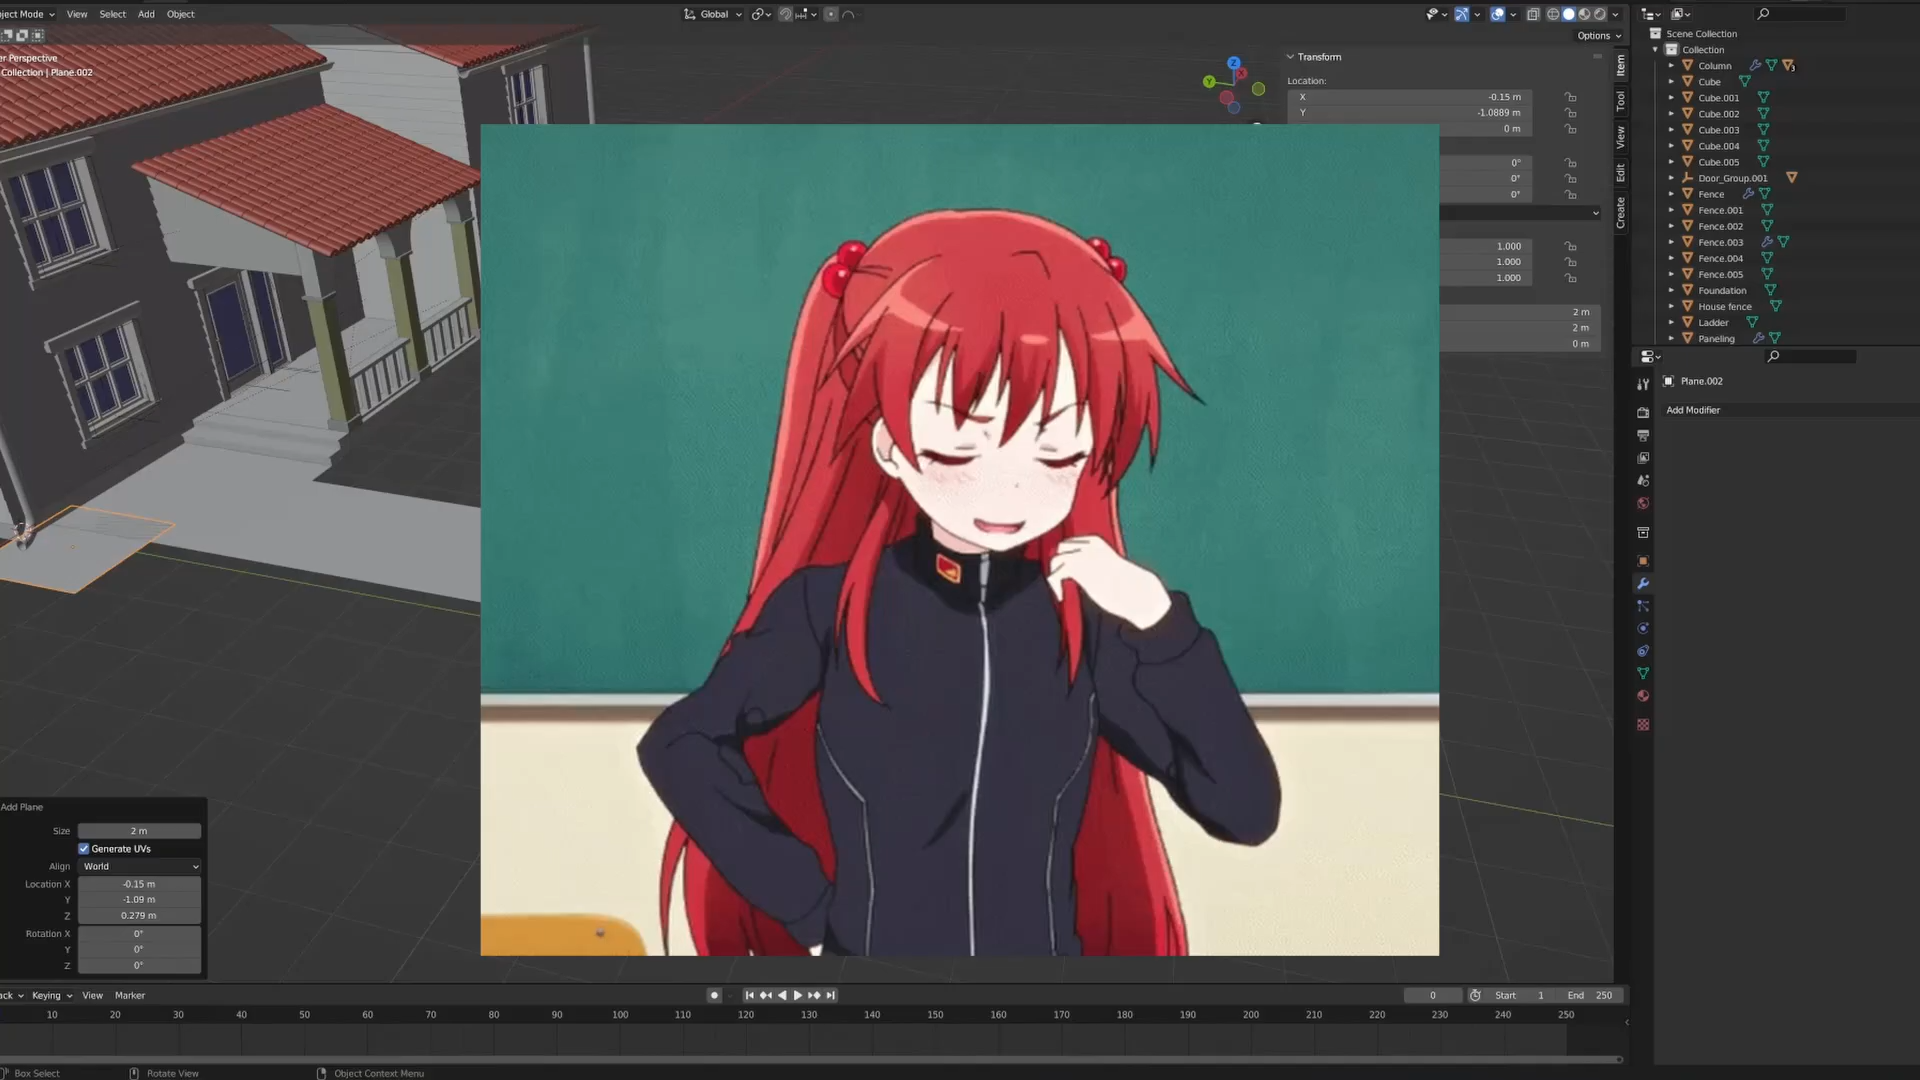 ject Mode View Select Add Object Global
Options
er Perspective
Collection | Plane.002
Transform
Location:
X -0.15 m
Y -1.0889 m
0 m
0°
0°
0°
1.000
1.000
1.000
2 m
2 m
0 m
Item
Tool
View
Edit
Create
Scene Collection
Collection
Column
Cube
Cube.001
Cube.002
Cube.003
Cube.004
Cube.005
Door_Group.001
Fence
Fence.001
Fence.002
Fence.003
Fence.004
Fence.005
Foundation
House fence
Ladder
Paneling
Plane.002
Add Modifier
Add Plane
Size 2 m
Generate UVs
Align World
Location X -0.15 m
Y -1.09 m
Z 0.279 m
Rotation X 0°
Y 0°
Z 0°
ack Keying View Marker
0 Start 1 End 250
10 20 30 40 50 60 70 80 90 100 110 120 130 140 150 160 170 180 190 200 210 220 230 240 250
Box Select Rotate View Object Context Menu